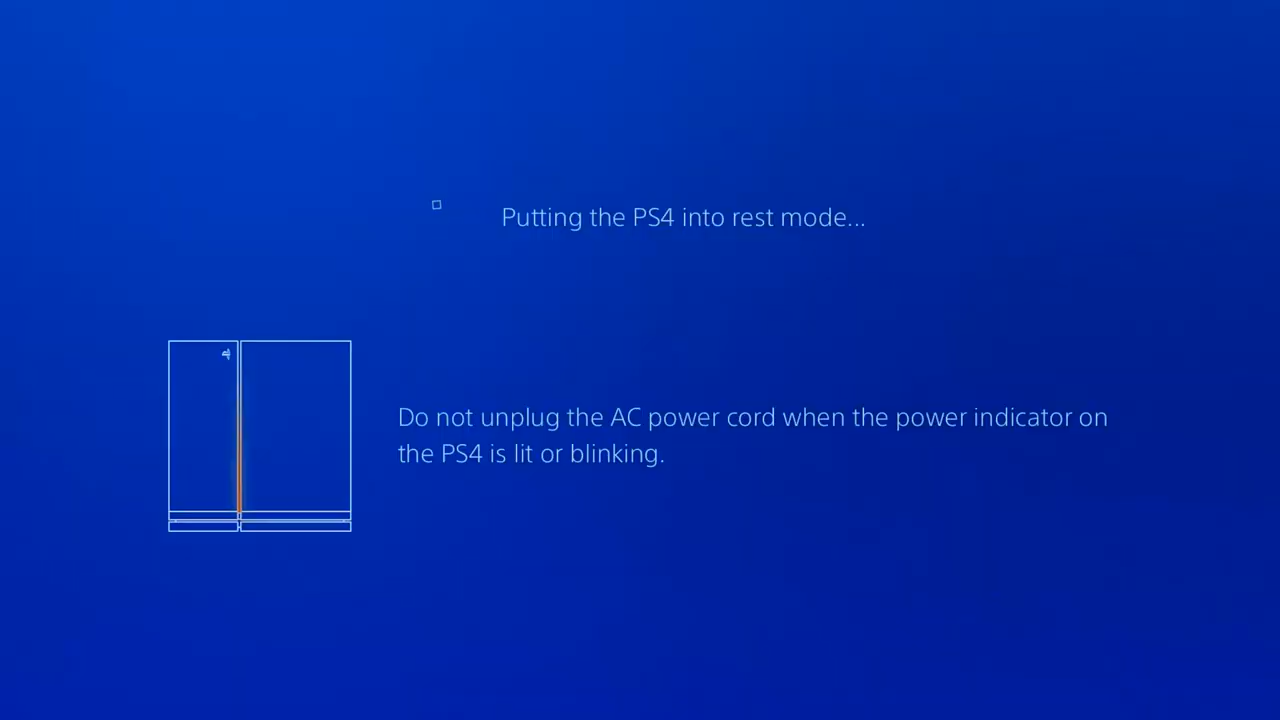 Putting the PS4 into rest mode...
Do not unplug the AC power cord when the power indicator on
the PS4 is lit or blinking.